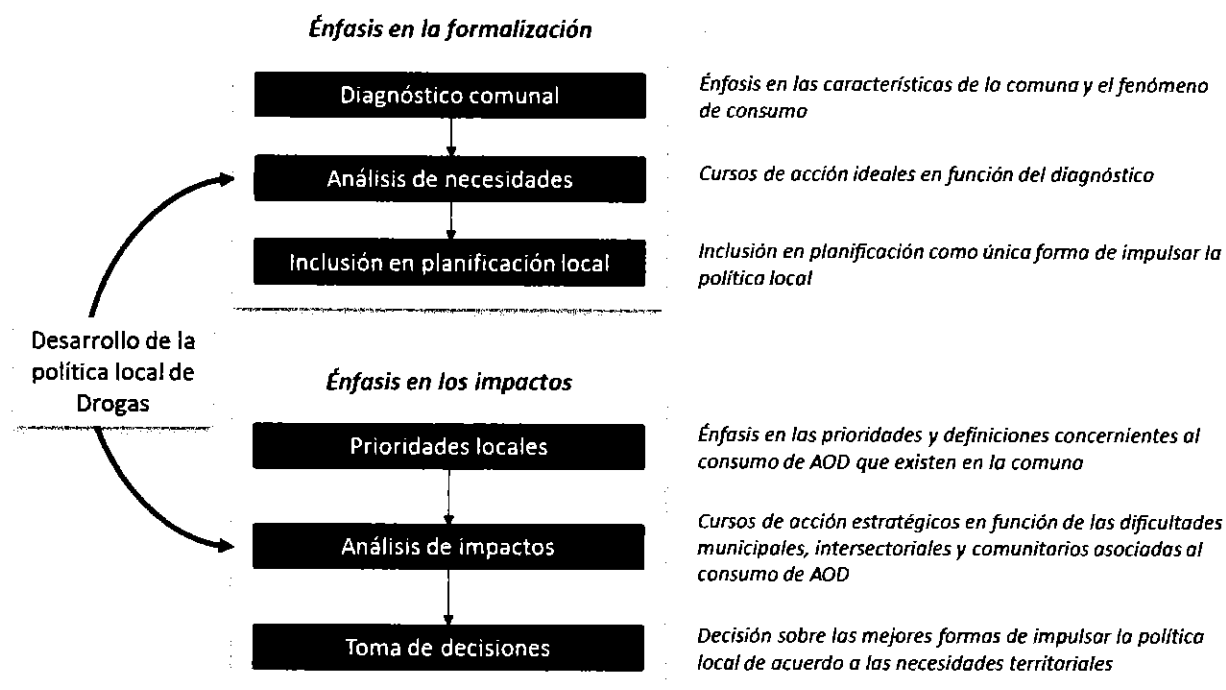 Énfasis en la formalización
Diagnóstico comunal
Énfasis en las características de la comuna y el fenómeno
de consumo
Análisis de necesidades
Cursos de acción ideales en función del diagnóstico
Inclusión en planificación local
Inclusión en planificación como única forma de impulsar la
política local
Desarrollo de la
política local de
Drogas
Énfasis en los impactos
Prioridades locales
Énfasis en las prioridades y definiciones concernientes al
consumo de AOD que existen en la comuna
Análisis de impactos
Cursos de acción estratégicos en función de las dificultades
municipales, intersectoriales y comunitarios asociadas al
consumo de AOD
Toma de decisiones
Decisión sobre las mejores formas de impulsar la política
local de acuerdo a las necesidades territoriales